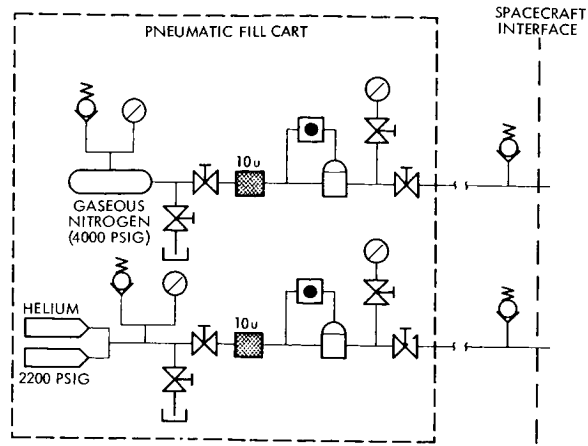 SPACECRAFT
INTERFACE
PNEUMATIC FILL CART
10u
GASEOUS
NITROGEN
(4000 PSIG)
HELIUM
10u
2200 PSIG